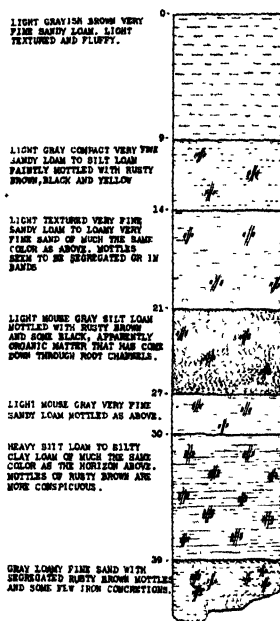 0
LIGHT GRAYISH BROWN VERY
FINE SANDY LOAM. LIGHT
TEXTURED AND FLUFFY.
9
LIGHT GRAY COMPACT VERY FINE
SANDY LOAM TO SILT LOAM
FAINTLY MOTTLED WITH RUSTY
BROWN, BLACK AND YELLOW
14
LIGHT TEXTURED VERY FINE
SANDY LOAM TO LOAMY VERY
FINE SAND OF MUCH THE SAME
COLOR AS ABOVE. MOTTLES
SEEM TO BE SEGREGATED OR IN
BANDS
21
LIGHT MOUSE GRAY SILT LOAM
MOTTLED WITH RUSTY BROWN
AND SOME BLACK, APPARENTLY
ORGANIC MATTER THAT HAS COME
DOWN THROUGH ROOT CHANNELS.
27
LIGHT MOUSE GRAY VERY FINE
SANDY LOAM MOTTLED AS ABOVE.
30
HEAVY SILT LOAM TO SILTY
CLAY LOAM OF MUCH THE SAME
COLOR AS THE HORIZON ABOVE.
MOTTLES OF RUSTY BROWN ARE
MORE CONSPICUOUS.
39
GRAY LOAMY FINE SAND WITH
SEGREGATED RUSTY BROWN MOTTLES
AND SOME FEW IRON CONCRETIONS.